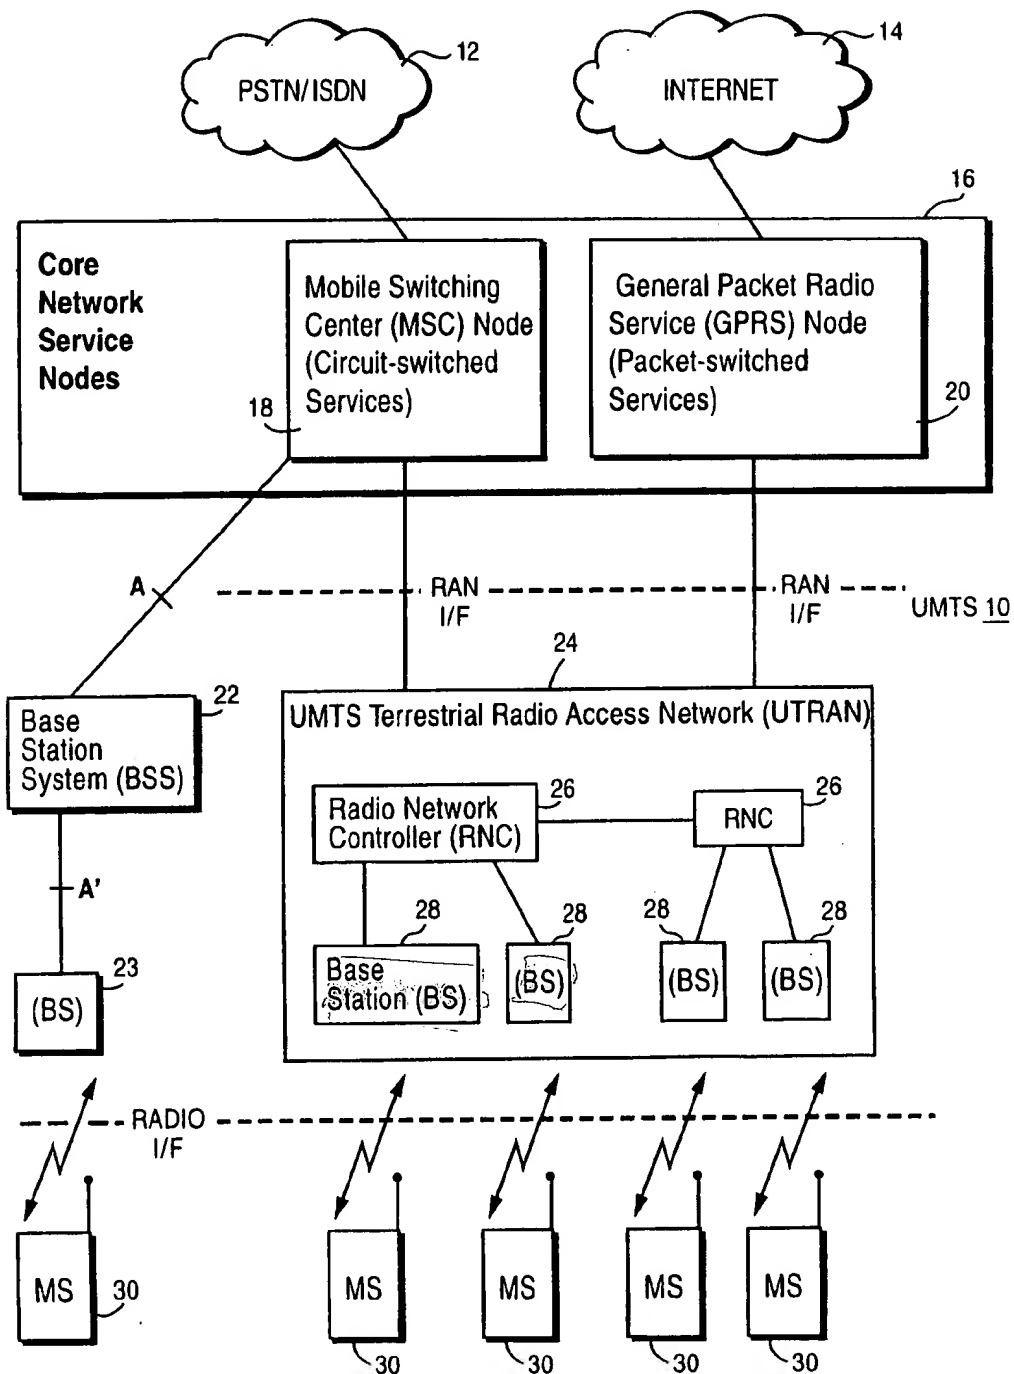 12
14
PSTN/ISDN
INTERNET
16
Core
Network
Service
Nodes
Mobile Switching
Center (MSC) Node
(Circuit-switched
Services)
18
General Packet Radio
Service (GPRS) Node
(Packet-switched
Services)
20
A
RAN
I/F
RAN
I/F
UMTS 10
24
22
Base
Station
System (BSS)
UMTS Terrestrial Radio Access Network (UTRAN)
26
Radio Network
Controller (RNC)
26
RNC
A'
28
28
28
28
Base
Station (BS)
(BS)
(BS)
(BS)
23
(BS)
RADIO
I/F
MS
30
MS
30
MS
30
MS
30
MS
30